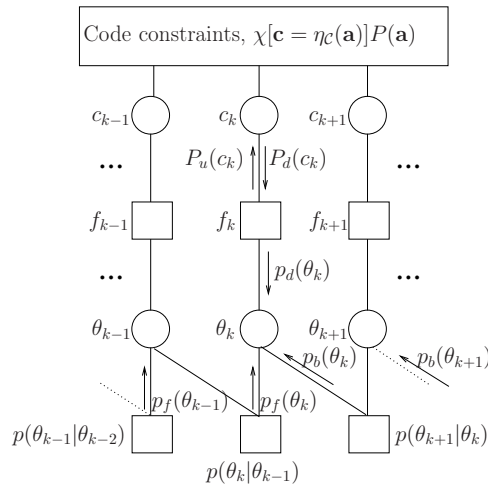 Code constraints, χ[𝐜 = η_𝒞(𝐚)]P(𝐚)
c_{k-1} c_k c_{k+1}
... P_u(c_k) P_d(c_k) ...
f_{k-1} f_k f_{k+1}
p_d(θ_k)
... ...
θ_{k-1} θ_k θ_{k+1}
p_b(θ_k) p_b(θ_{k+1})
p_f(θ_{k-1}) p_f(θ_k)
p(θ_{k-1}|θ_{k-2}) p(θ_{k+1}|θ_k)
p(θ_k|θ_{k-1})